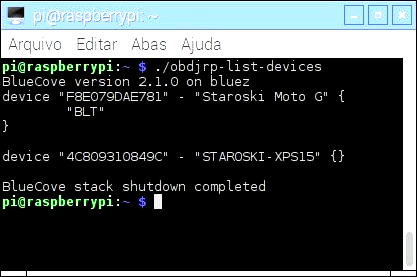 pi@raspberrypi: ~
Arquivo Editar Abas Ajuda
pi@raspberrypi:~ $ ./obdjrp-list-devices
BlueCove version 2.1.0 on bluez
device "F8E079DAE781" - "Staroski Moto G" {
        "BLT"
}

device "4C809310849C" - "STAROSKI-XPS15" {}

BlueCove stack shutdown completed
pi@raspberrypi:~ $